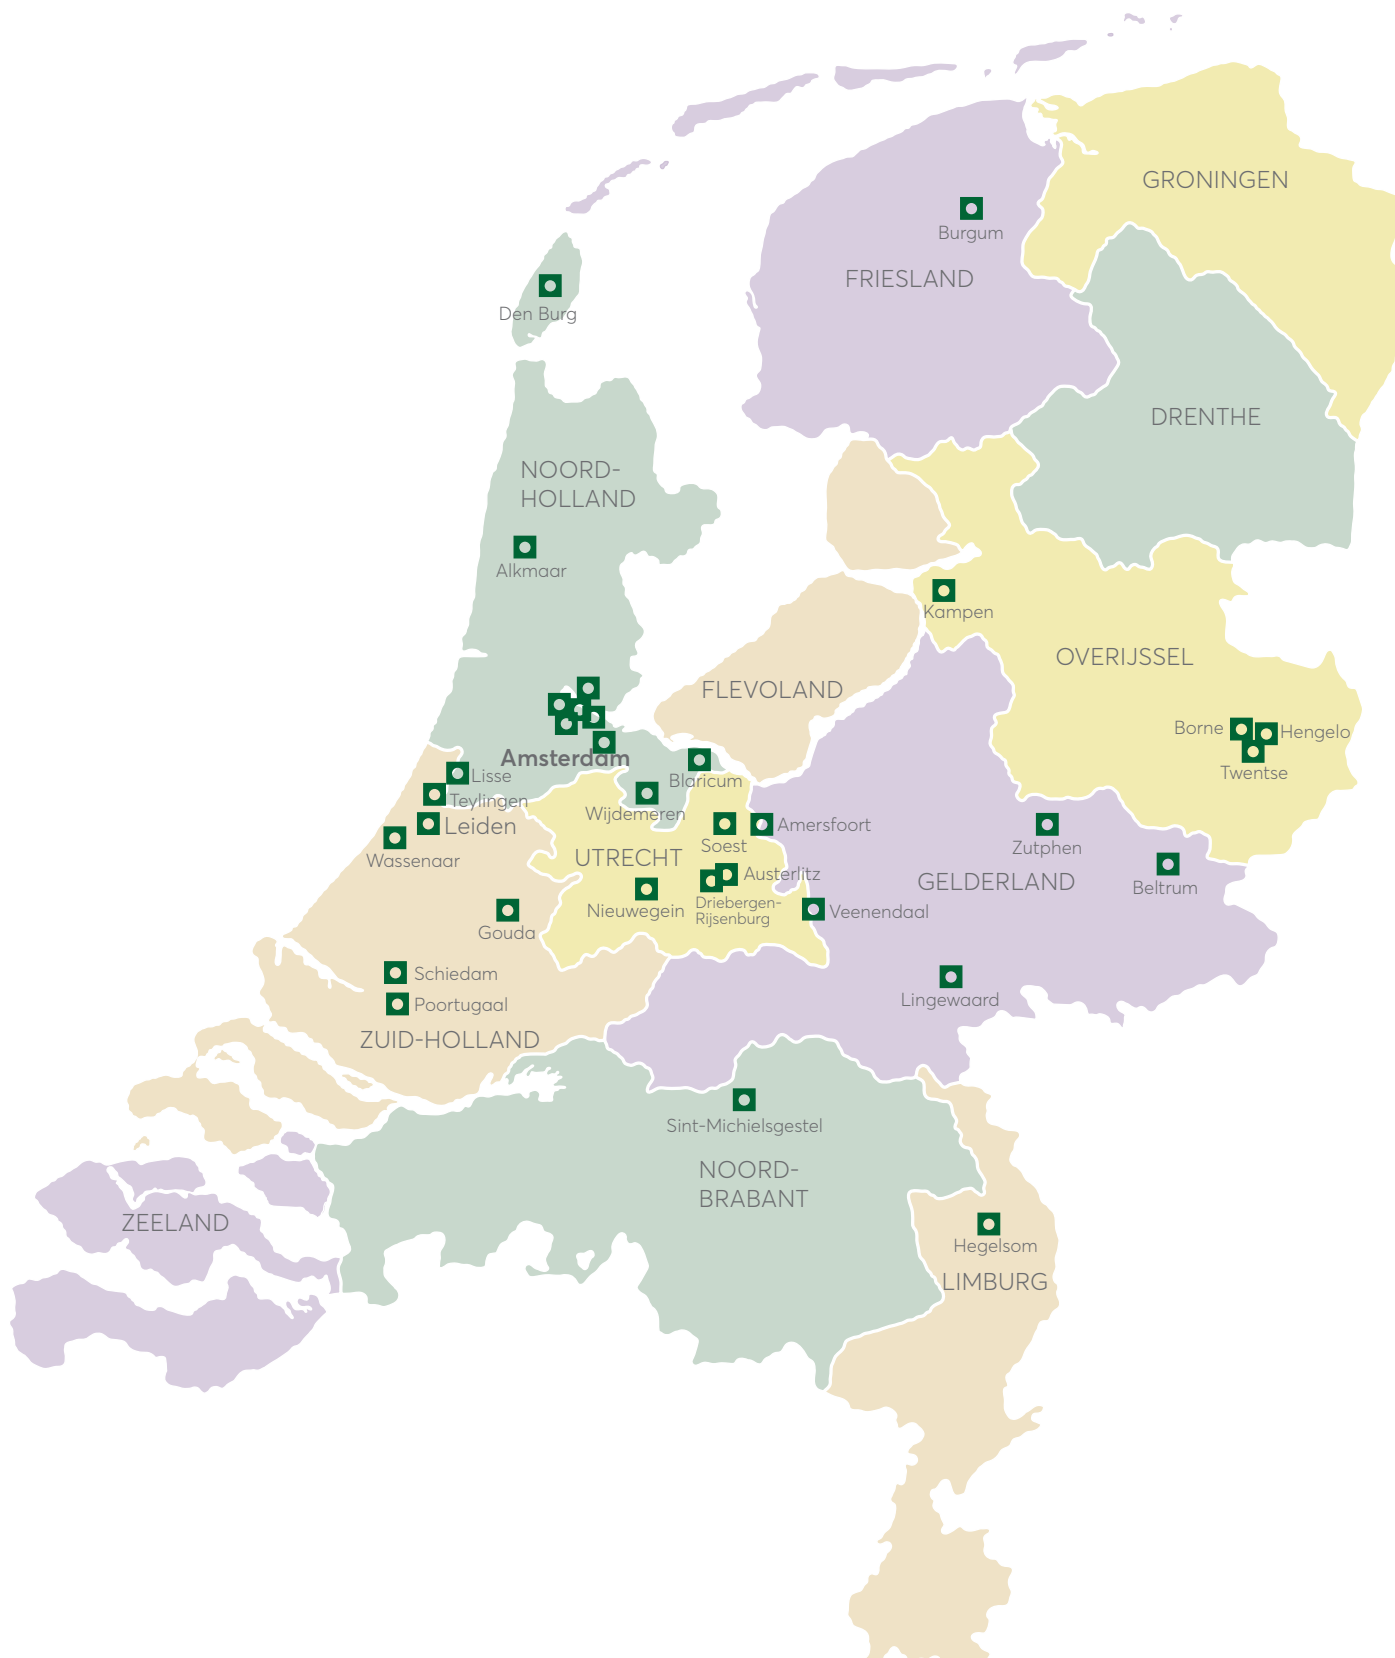 GRONINGEN
Burgum
FRIESLAND
Den Burg
DRENTHE
NOORD-
HOLLAND
Alkmaar
Kampen
OVERIJSSEL
FLEVOLAND
Borne
Hengelo
Twentse
Amsterdam
Lisse
Blaricum
Teylingen
Wijdemeren
Leiden
Amersfoort
Soest
Zutphen
Wassenaar
UTRECHT
Austerlitz
GELDERLAND
Beltrum
Nieuwegein
Driebergen-
Rijsenburg
Veenendaal
Gouda
Schiedam
Lingewaard
Poortugaal
ZUID-HOLLAND
Sint-Michielsgestel
NOORD-
BRABANT
ZEELAND
Hegelsom
LIMBURG